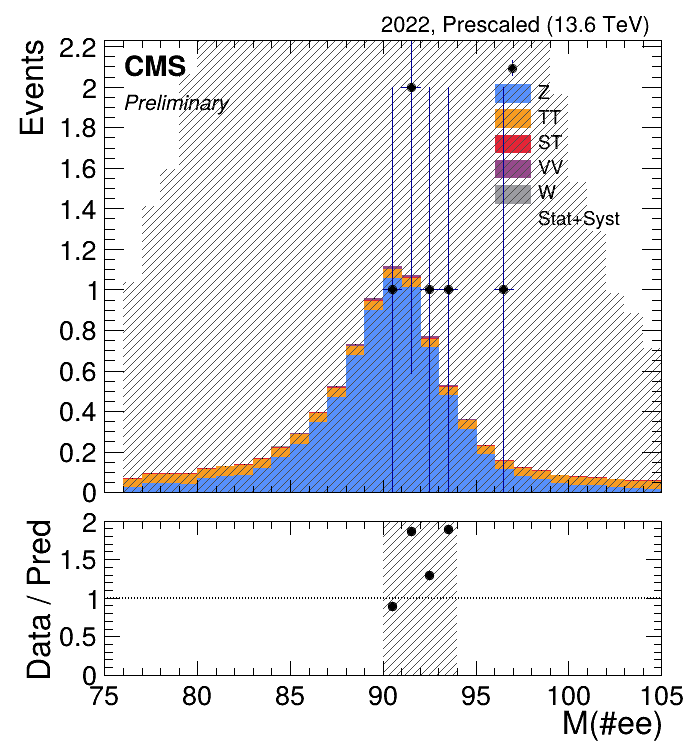 2022, Prescaled (13.6 TeV)
CMS
Preliminary
Events
2.2
2
1.8
1.6
1.4
1.2
1
0.8
0.6
0.4
0.2
0
Z
TT
ST
VV
W
Stat+Syst
Data / Pred
2
1.5
1
0.5
0
75 80 85 90 95 100 105
M(#ee)